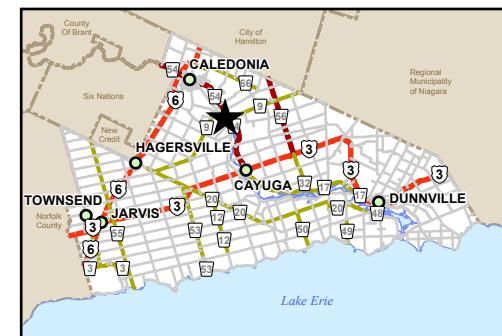 County
Of Brant
City of
Hamilton
CALEDONIA
54
54
66
Regional
Municipality
of Niagara
Six Nations
6
9
9
56
New
Credit
3
HAGERSVILLE
3
3
6
CAYUGA
32
17
17
TOWNSEND
20
DUNNVILLE
Norfolk
County
3
JARVIS
3
20
12
20
48
6
55
53
12
50
49
3
3
53
Lake Erie